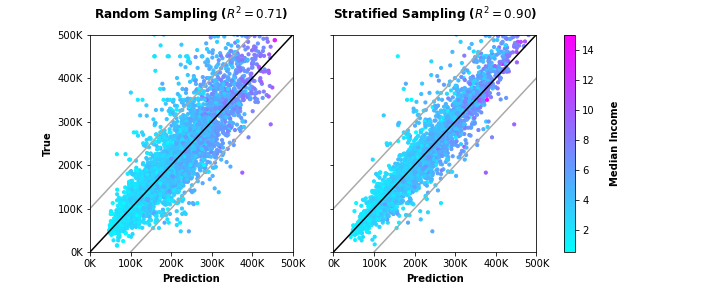 Random Sampling (R² = 0.71)
Stratified Sampling (R² = 0.90)
500K
400K
300K
200K
100K
0K
True
0K 100K 200K 300K 400K 500K
Prediction
0K 100K 200K 300K 400K 500K
Prediction
14
12
10
8
6
4
2
Median Income